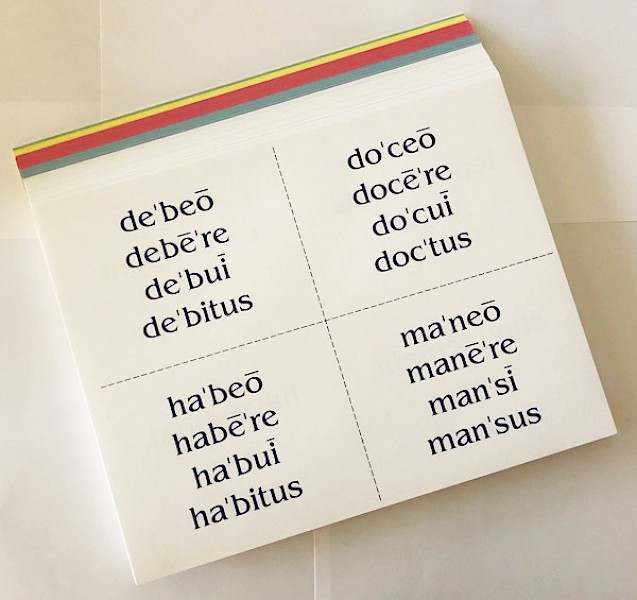 de'beō
debē're
de'buī
de'bitus
do'ceō
docē're
do'cuī
doc'tus
ha'beō
habē're
ha'buī
ha'bitus
ma'neō
manē're
man'sī
man'sus